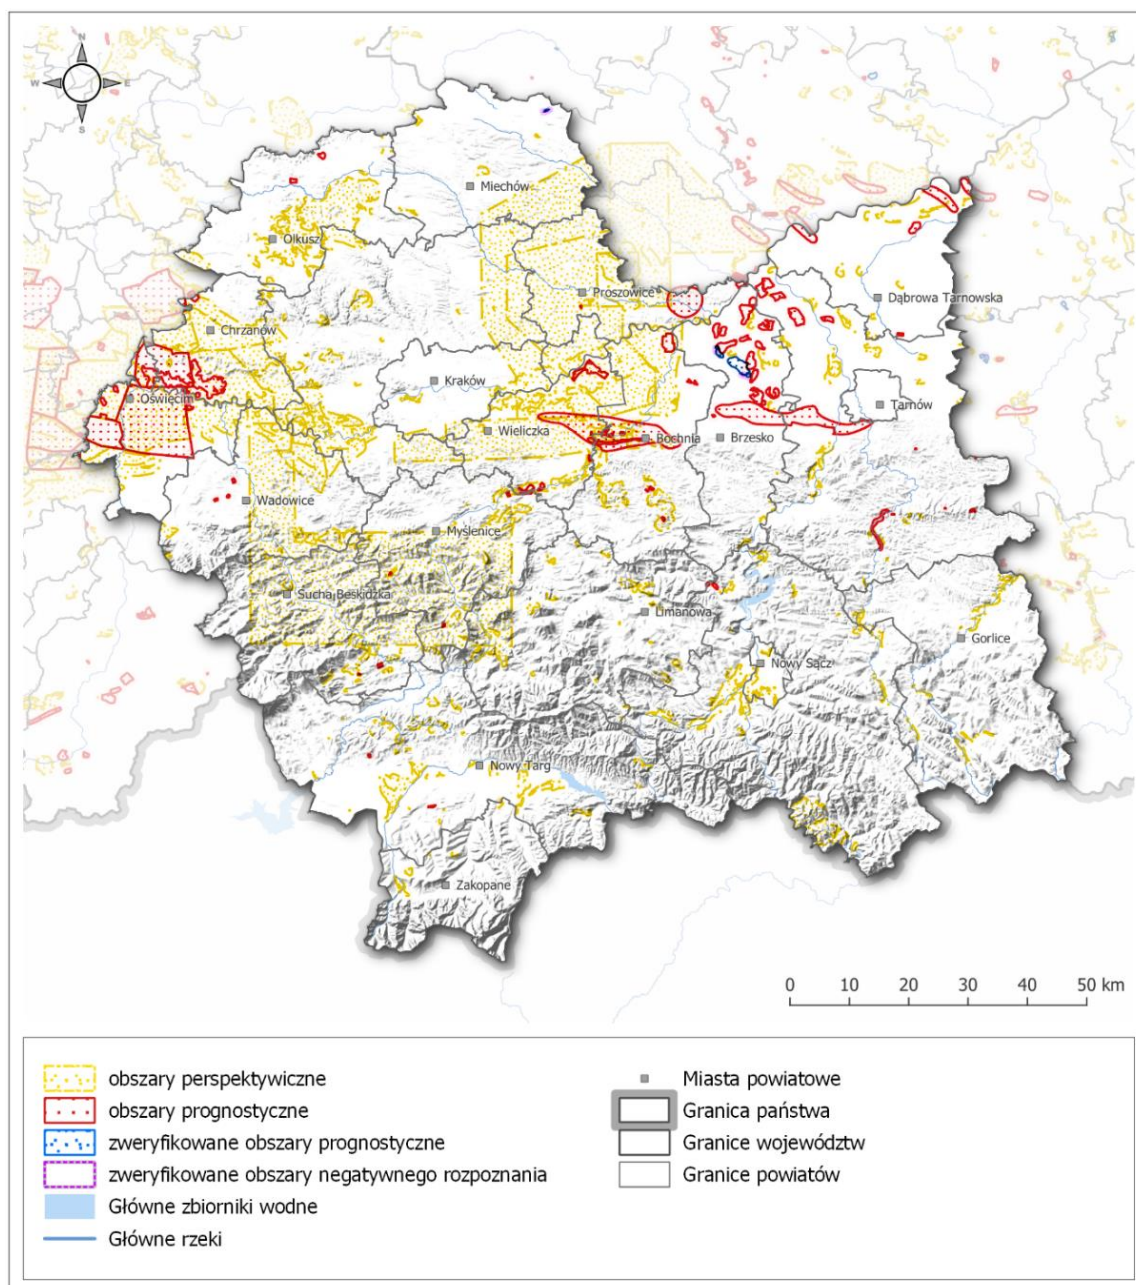 N
W E
S
Miechów
Olkusz
Proszowice
Dąbrowa Tarnowska
Chrzanów
Kraków
Oświęcim
Tarnów
Wieliczka
Bochnia
Brzesko
Wadowice
Myślenice
Sucha Beskidzka
Limanowa
Gorlice
Nowy Sącz
Nowy Targ
Zakopane
0 10 20 30 40 50 km
obszary perspektywiczne
obszary prognostyczne
zweryfikowane obszary prognostyczne
zweryfikowane obszary negatywnego rozpoznania
Główne zbiorniki wodne
Główne rzeki
Miasta powiatowe
Granica państwa
Granice województw
Granice powiatów